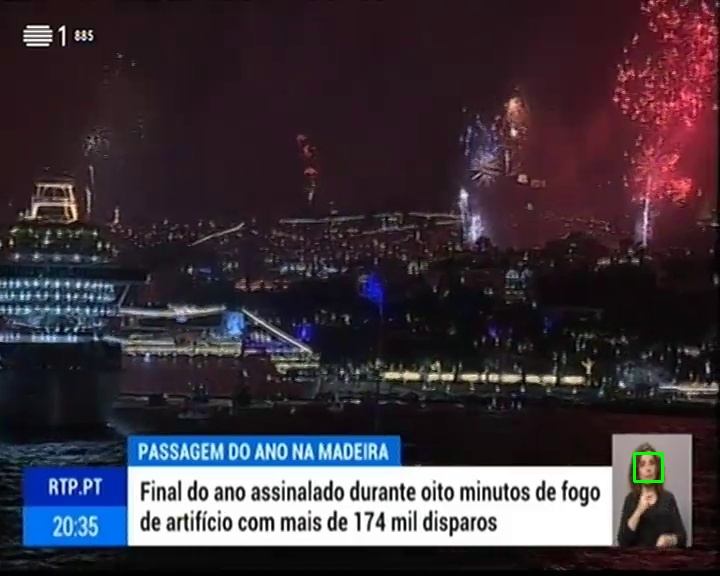 1 885
PASSAGEM DO ANO NA MADEIRA
RTP.PT
20:35
Final do ano assinalado durante oito minutos de fogo
de artifício com mais de 174 mil disparos